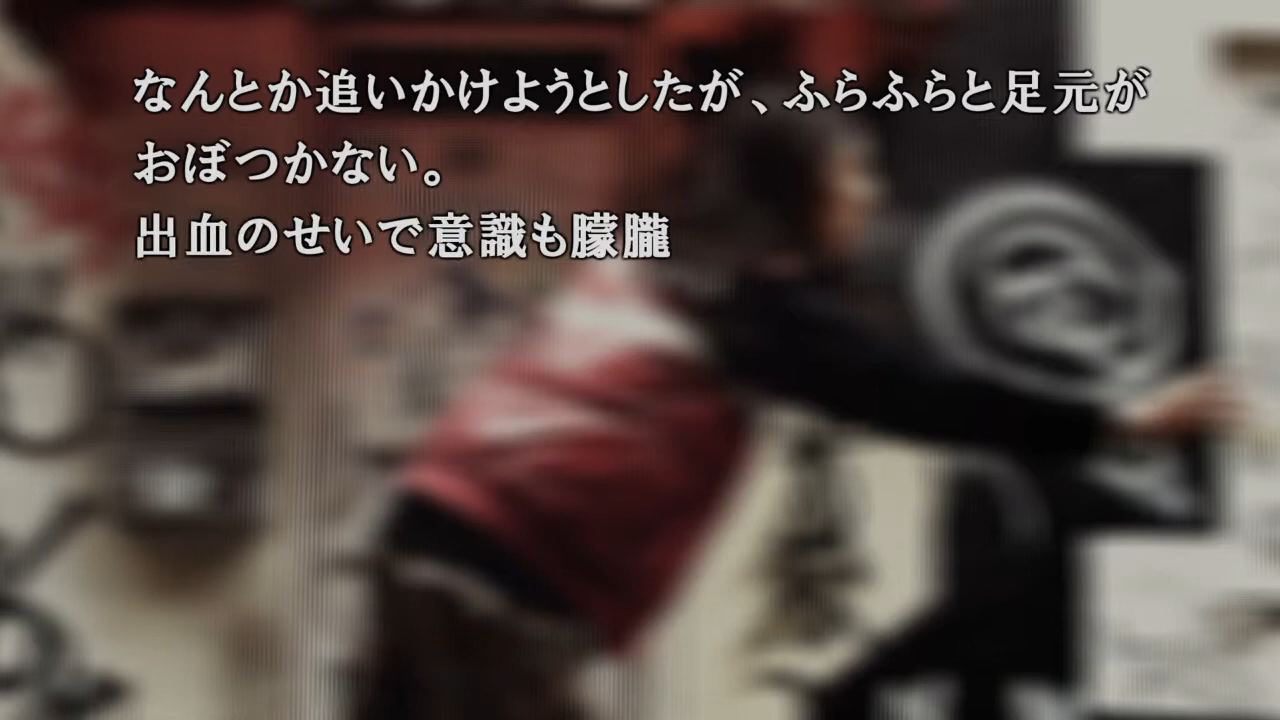 なんとか追いかけようとしたが、ふらふらと足元が
おぼつかない。
出血のせいで意識も朦朧